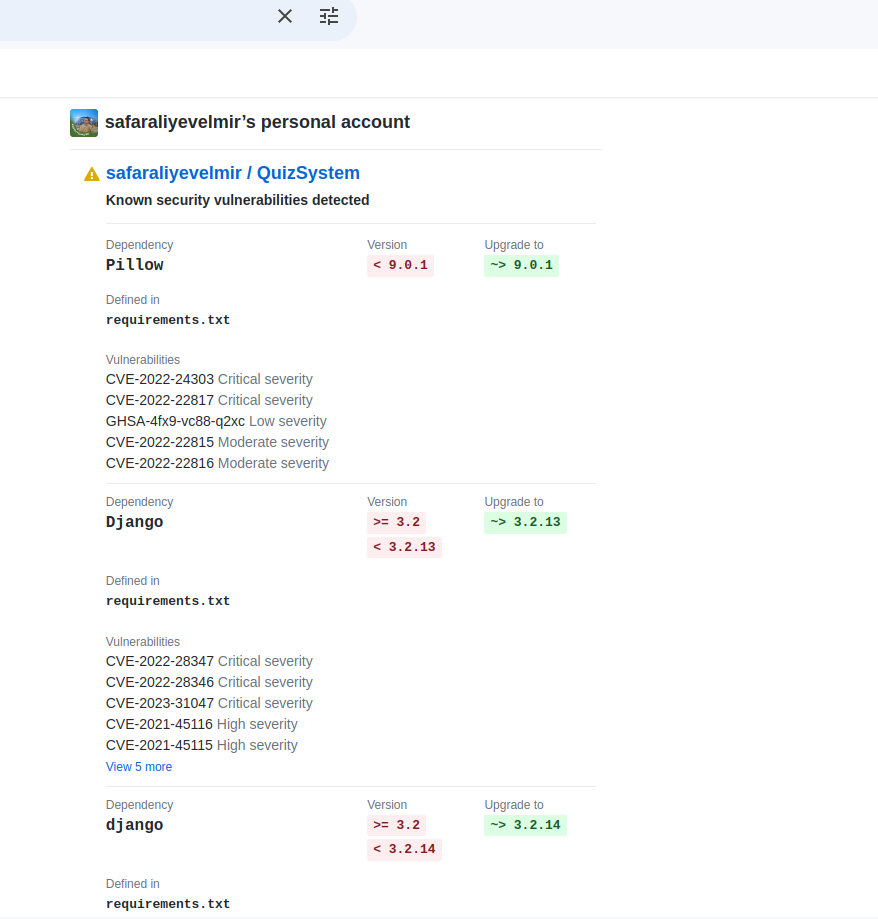 safaraliyevelmir’s personal account
safaraliyevelmir / QuizSystem
Known security vulnerabilities detected
Dependency Version Upgrade to
Pillow < 9.0.1 ~> 9.0.1
Defined in
requirements.txt
Vulnerabilities
CVE-2022-24303 Critical severity
CVE-2022-22817 Critical severity
GHSA-4fx9-vc88-q2xc Low severity
CVE-2022-22815 Moderate severity
CVE-2022-22816 Moderate severity
Dependency Version Upgrade to
Django >= 3.2 ~> 3.2.13
< 3.2.13
Defined in
requirements.txt
Vulnerabilities
CVE-2022-28347 Critical severity
CVE-2022-28346 Critical severity
CVE-2023-31047 Critical severity
CVE-2021-45116 High severity
CVE-2021-45115 High severity
View 5 more
Dependency Version Upgrade to
django >= 3.2 ~> 3.2.14
< 3.2.14
Defined in
requirements.txt